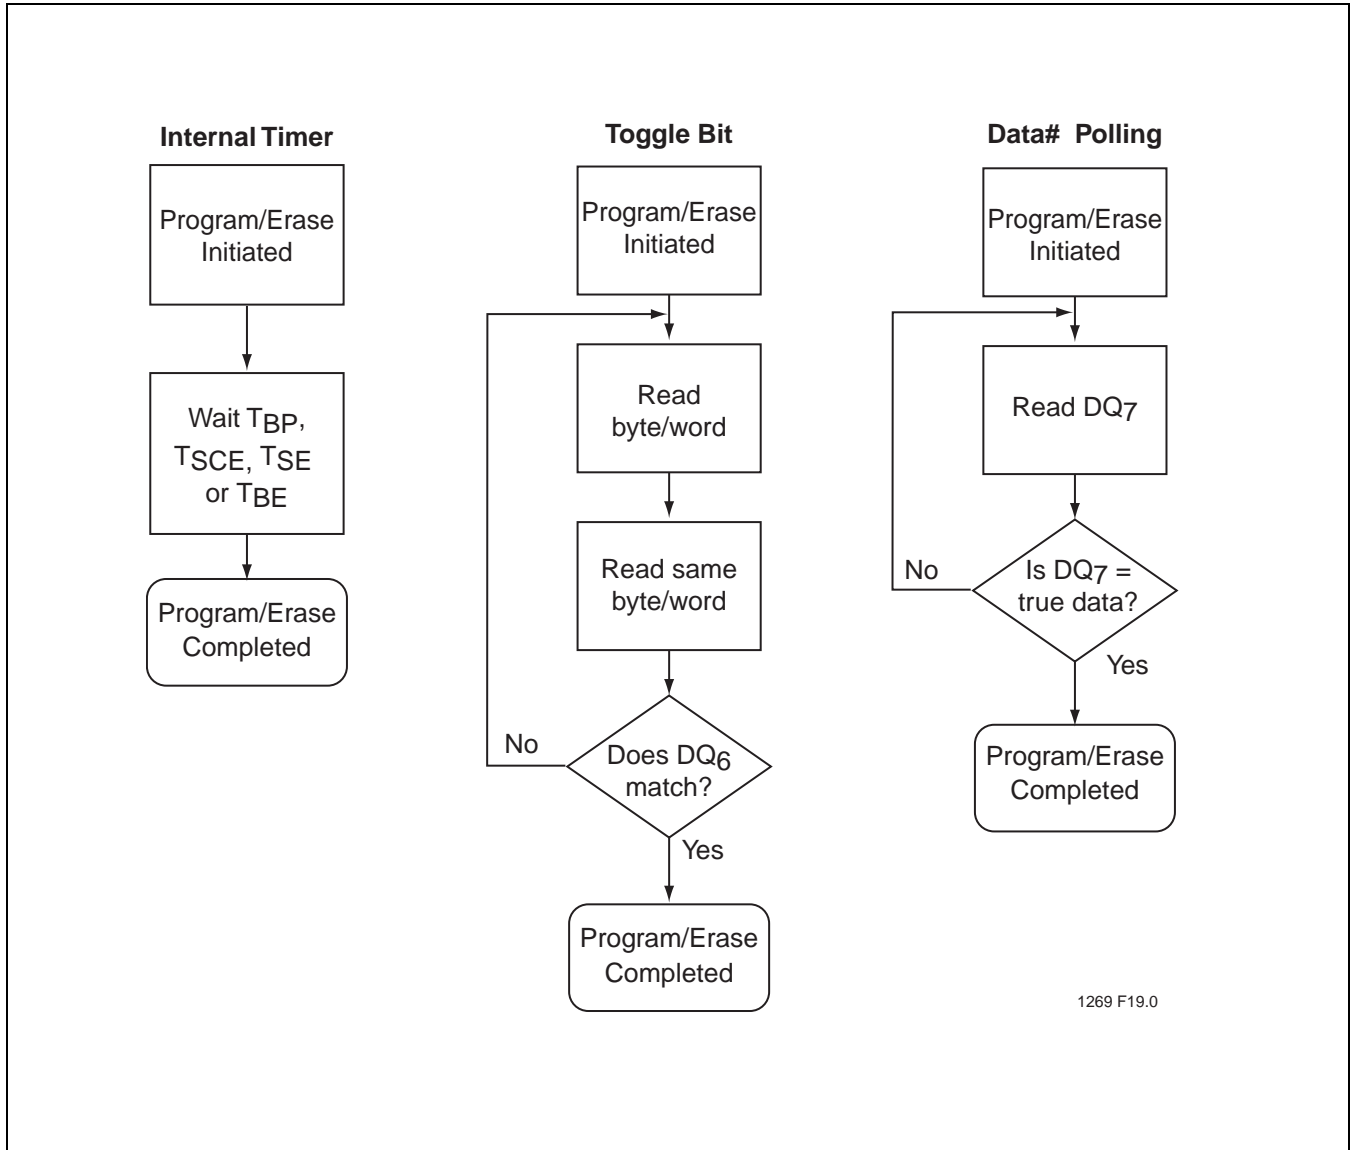 Internal Timer
Program/Erase
Initiated
Wait TBP,
TSCE, TSE
or TBE
Program/Erase
Completed
Toggle Bit
Program/Erase
Initiated
Read
byte/word
Read same
byte/word
Does DQ6
match?
No
Yes
Program/Erase
Completed
Data# Polling
Program/Erase
Initiated
Read DQ7
Is DQ7 =
true data?
No
Yes
Program/Erase
Completed
1269 F19.0